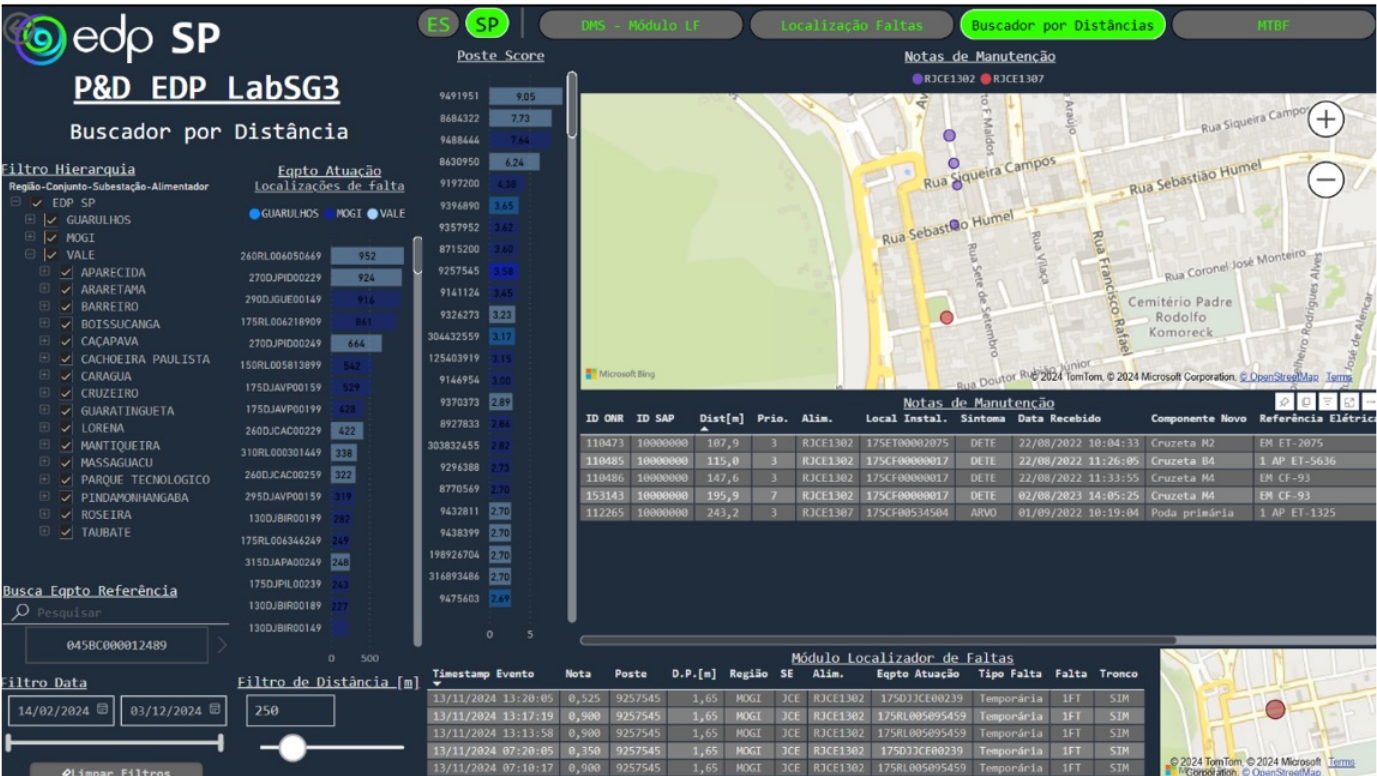 edp SP
P&D EDP LabSG3
Buscador por Distância
ES SP
DMS - Módulo LF
Localização Faltas
Buscador por Distâncias
MTBF
Filtro Hierarquia
Região-Conjunto-Subestação-Alimentador
EDP SP
GUARULHOS
MOGI
VALE
APARECIDA
ARARETAMA
BARREIRO
BOISSUCANGA
CAÇAPAVA
CACHOEIRA PAULISTA
CARAGUA
CRUZEIRO
GUARATINGUETA
LORENA
MANTIQUEIRA
MASSAGUACU
PARQUE TECNOLOGICO
PINDAMONHANGABA
ROSEIRA
TAUBATE
Busca Eqpto Referência
Pesquisar
045BC000012489
Filtro Data
14/02/2024 03/12/2024
Limpar Filtros
Filtro de Distância [m]
250
Eqpto Atuação
Localizações de falta
GUARULHOS MOGI VALE
260RL006050669 952
270DJPID00229 924
290DJGUE00149 916
175RL006218909 861
270DJPID00249 664
150RL005813899 542
175DJAVP00159 529
175DJAVP00199 428
260DJCAC00229 422
310RL000301449 338
260DJCAC00259 322
295DJAVP00159 319
130DJBIR00199 282
175RL006346249 249
315DJAPA00249 248
175DJPIL00239 243
130DJBIR00189 227
130DJBIR00149
0 500
Poste Score
9491951 9.05
8684322 7.73
9488444 7.64
8630950 6.24
9197200 4.38
9396890 3.65
9357952 3.62
8715200 3.60
9257545 3.58
9141124 3.45
9326273 3.23
304432559 3.17
125403919 3.15
9146954 3.00
9370373 2.89
8927833 2.86
303832455 2.82
9296388 2.73
8770569 2.70
9432811 2.70
9438399 2.70
198926704 2.70
316893486 2.70
9475603 2.69
0 5
Notas de Manutenção
RJCE1302 RJCE1307
Rua Siqueira Campos
Rua Siqueira Campos
Rua Sebastião Humel
Rua Sebastião Humel
Rua Sete de Setembro
Rua Vilaça
Rua Francisco Rafael
Rua Coronel José Monteiro
Cemitério Padre
Rodolfo
Komoreck
Rua Doutor Rubião Júnior
Microsoft Bing
© 2024 TomTom, © 2024 Microsoft Corporation, © OpenStreetMap Terms
Notas de Manutenção
ID ONR ID SAP Dist[m] Prio. Alim. Local Instal. Sintoma Data Recebido Componente Novo Referência Elétrica
110473 10000000 107,9 3 RJCE1302 175ET00002075 DETE 22/08/2022 10:04:33 Cruzeta M2 EM ET-2075
110485 10000000 115,0 3 RJCE1302 175CF00000017 DETE 22/08/2022 11:26:05 Cruzeta B4 1 AP ET-5636
110486 10000000 147,6 3 RJCE1302 175CF00000017 DETE 22/08/2022 11:33:55 Cruzeta M4 EM CF-93
153143 10000000 195,9 7 RJCE1302 175CF00000017 DETE 02/08/2023 14:05:25 Cruzeta M4 EM CF-93
112265 10000000 243,2 3 RJCE1307 175CF00534504 ARVO 01/09/2022 10:19:04 Poda primária 1 AP ET-1325
Módulo Localizador de Faltas
Timestamp Evento Nota Poste D.P.[m] Região SE Alim. Eqpto Atuação Tipo Falta Falta Tronco
13/11/2024 13:20:05 0,525 9257545 1,65 MOGI JCE RJCE1302 175DJJCE00239 Temporária 1FT SIM
13/11/2024 13:17:19 0,900 9257545 1,65 MOGI JCE RJCE1302 175RL005095459 Temporária 1FT SIM
13/11/2024 13:13:58 0,900 9257545 1,65 MOGI JCE RJCE1302 175RL005095459 Temporária 1FT SIM
13/11/2024 07:20:05 0,350 9257545 1,65 MOGI JCE RJCE1302 175DJJCE00239 Temporária 1FT SIM
13/11/2024 07:10:17 0,900 9257545 1,65 MOGI JCE RJCE1302 175RL005095459 Temporária 1FT SIM
© 2024 TomTom, © 2024 Microsoft Terms
Corporation, © OpenStreetMap